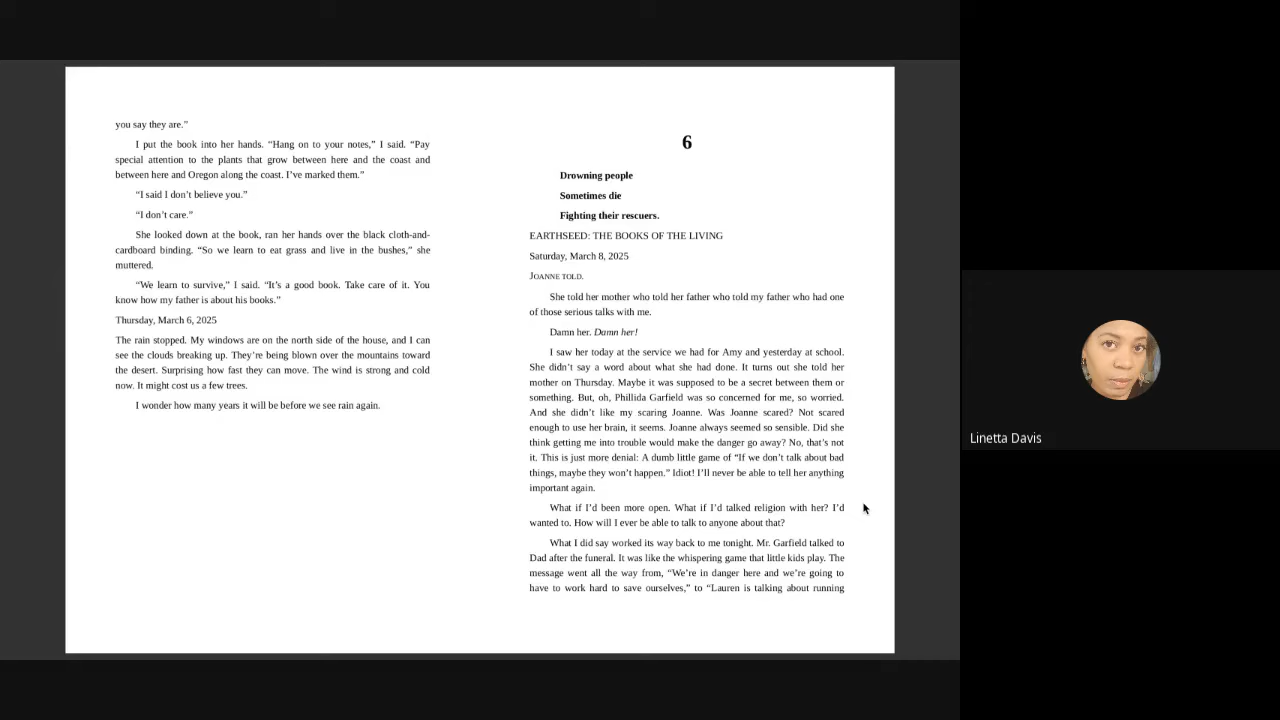 you say they are.”
I put the book into her hands. “Hang on to your notes,” I said. “Pay
special attention to the plants that grow between here and the coast and
between here and Oregon along the coast. I’ve marked them.”
“I said I don’t believe you.”
“I don’t care.”
She looked down at the book, ran her hands over the black cloth-and-
cardboard binding. “So we learn to eat grass and live in the bushes,” she
muttered.
“We learn to survive,” I said. “It’s a good book. Take care of it. You
know how my father is about his books.”
Thursday, March 6, 2025
The rain stopped. My windows are on the north side of the house, and I can
see the clouds breaking up. They’re being blown over the mountains toward
the desert. Surprising how fast they can move. The wind is strong and cold
now. It might cost us a few trees.
I wonder how many years it will be before we see rain again.
6
Drowning people
Sometimes die
Fighting their rescuers.
EARTHSEED: THE BOOKS OF THE LIVING
Saturday, March 8, 2025
JOANNE TOLD.
She told her mother who told her father who told my father who had one
of those serious talks with me.
Damn her. Damn her!
I saw her today at the service we had for Amy and yesterday at school.
She didn’t say a word about what she had done. It turns out she told her
mother on Thursday. Maybe it was supposed to be a secret between them or
something. But, oh, Phillida Garfield was so concerned for me, so worried.
And she didn’t like my scaring Joanne. Was Joanne scared? Not scared
enough to use her brain, it seems. Joanne always seemed so sensible. Did she
think getting me into trouble would make the danger go away? No, that’s not
it. This is just more denial: A dumb little game of “If we don’t talk about bad
things, maybe they won’t happen.” Idiot! I’ll never be able to tell her anything
important again.
What if I’d been more open. What if I’d talked religion with her? I’d
wanted to. How will I ever be able to talk to anyone about that?
What I did say worked its way back to me tonight. Mr. Garfield talked to
Dad after the funeral. It was like the whispering game that little kids play. The
message went all the way from, “We’re in danger here and we’re going to
have to work hard to save ourselves,” to “Lauren is talking about running
Linetta Davis